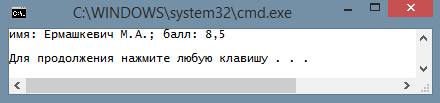 C:\WINDOWS\system32\cmd.exe
имя: Ермашкевич М.А.; балл: 8,5
Для продолжения нажмите любую клавишу . . .